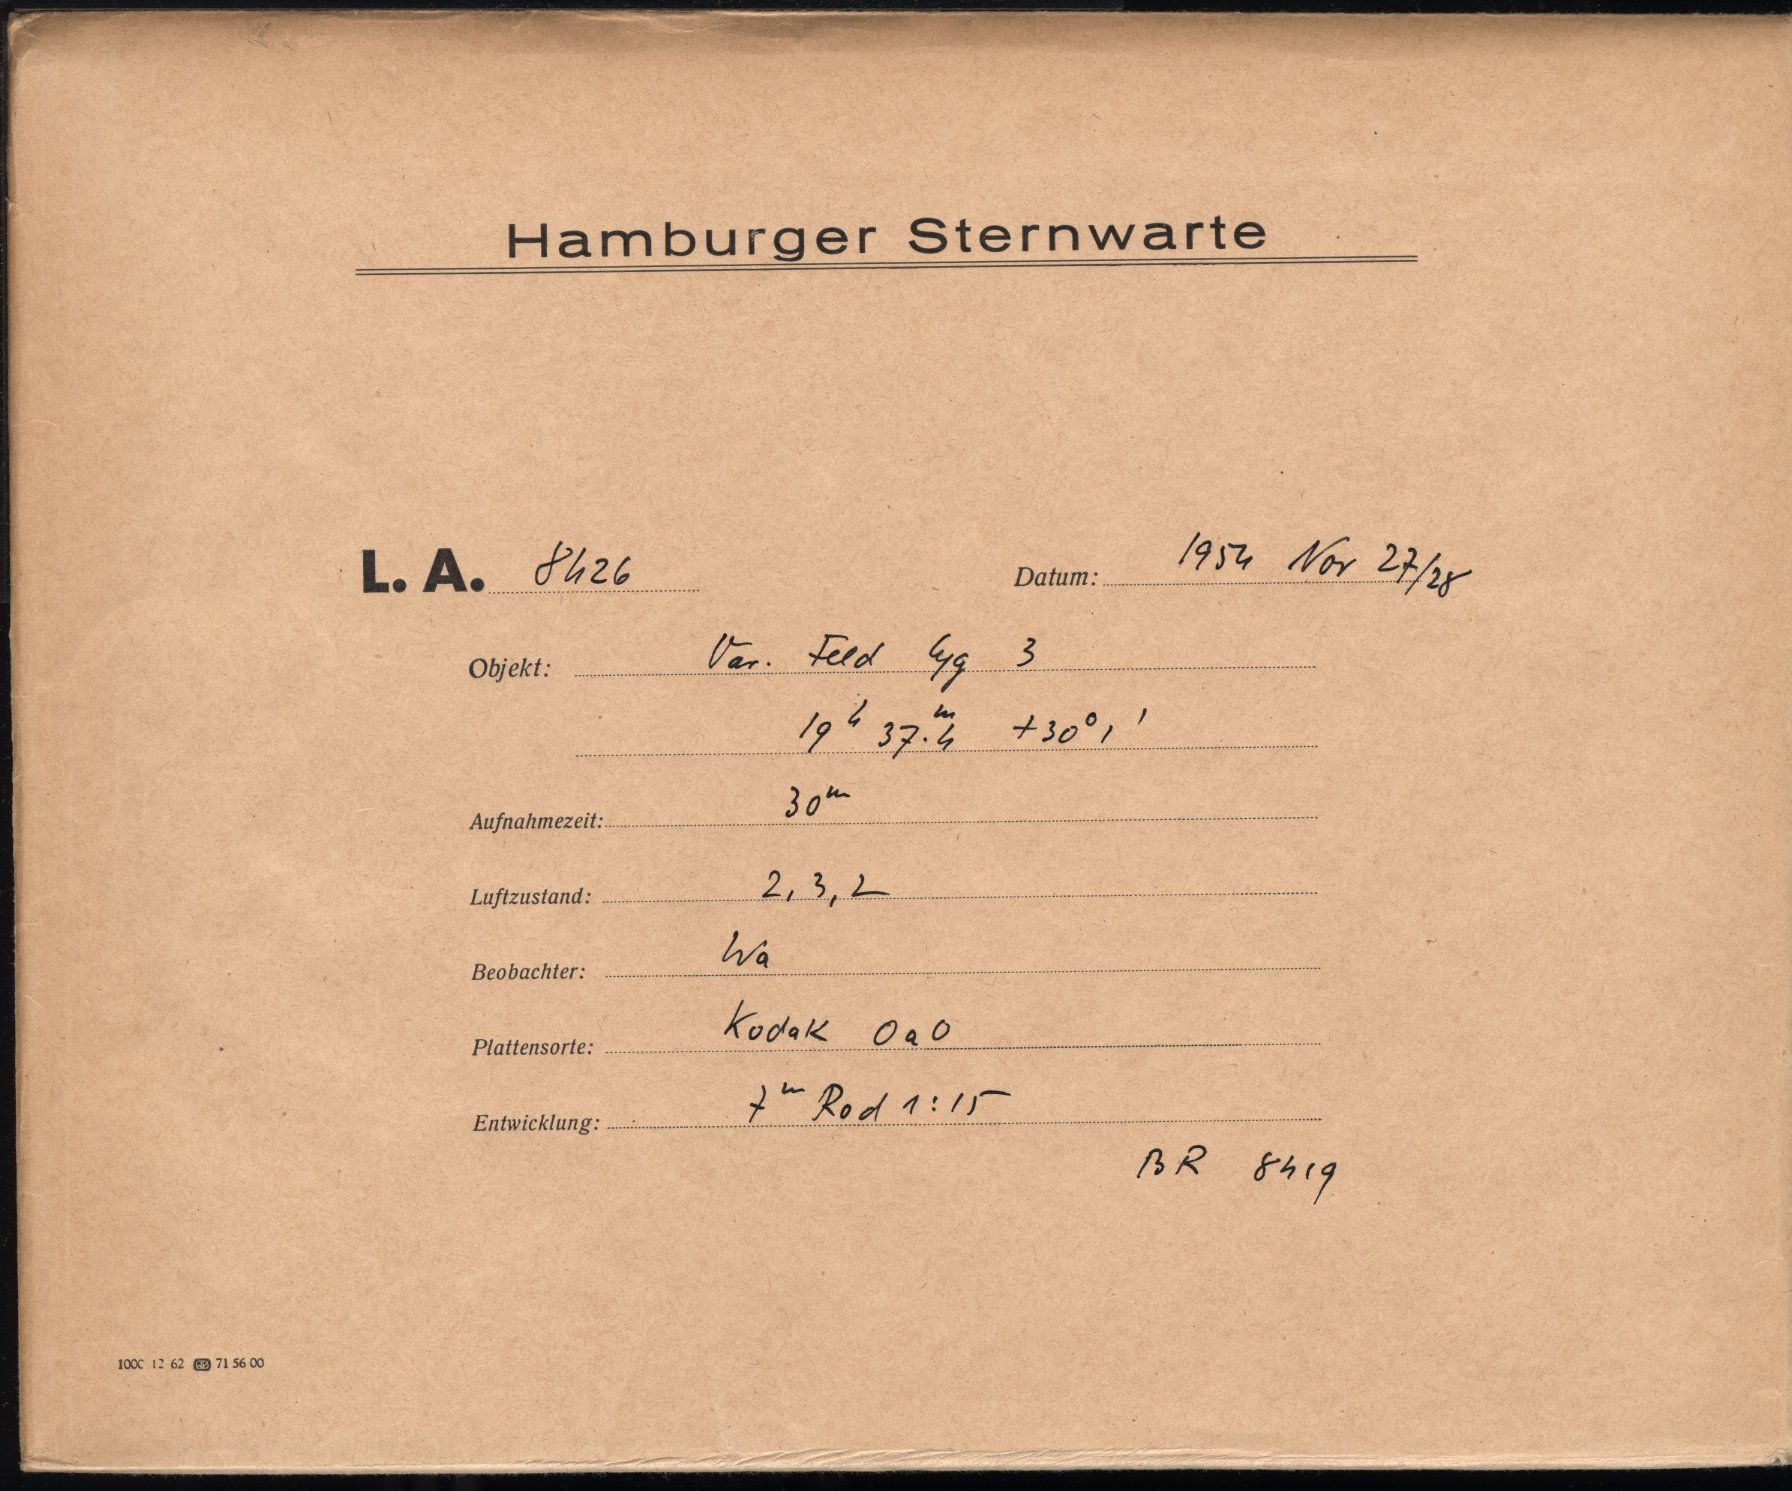 Hamburger Sternwarte
L. A. 8426
Datum: 1954 Nov 27/28
Objekt: Var. Feld Cyg 3
19ʰ 37.4ᵐ +30° 1'
Aufnahmezeit: 30ᵐ
Luftzustand: 2, 3, 2
Beobachter: Wa
Plattensorte: Kodak OaO
Entwicklung: 7ᵐ Rod 1:15
BR 8419
1000 12 62 71 56 00